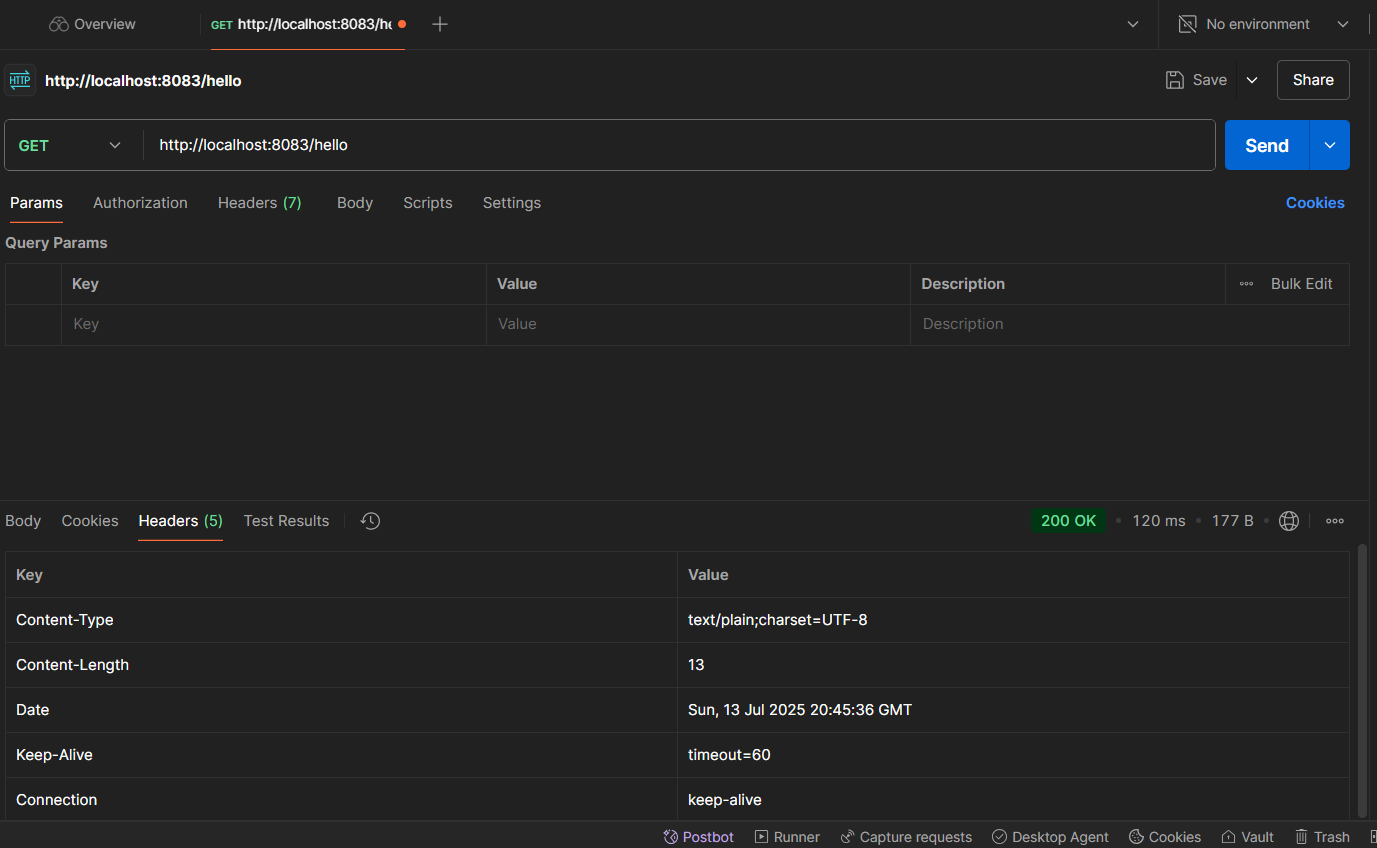 Overview
GET http://localhost:8083/he
No environment
HTTP
http://localhost:8083/hello
Save
Share
GET
http://localhost:8083/hello
Send
Params Authorization Headers (7) Body Scripts Settings Cookies
Query Params
Key Value Description Bulk Edit
Key Value Description
Body Cookies Headers (5) Test Results 200 OK • 120 ms • 177 B
Key Value
Content-Type text/plain;charset=UTF-8
Content-Length 13
Date Sun, 13 Jul 2025 20:45:36 GMT
Keep-Alive timeout=60
Connection keep-alive
Postbot Runner Capture requests Desktop Agent Cookies Vault Trash